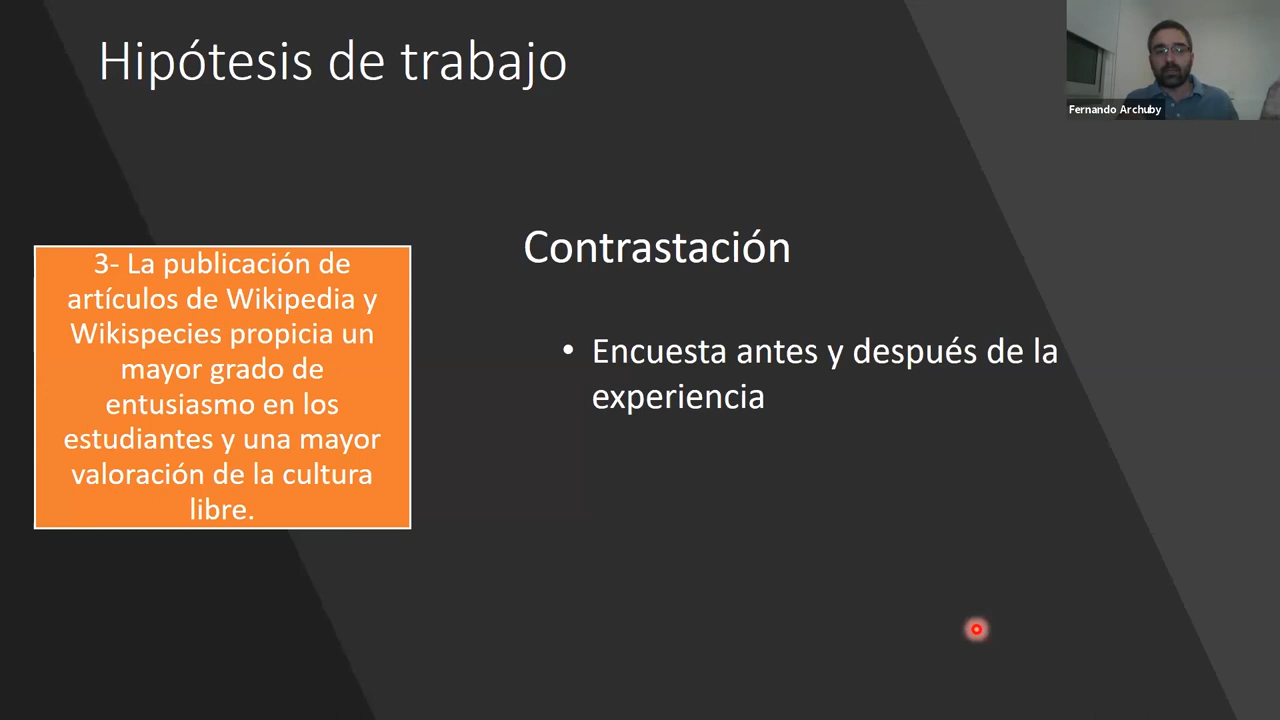 Hipótesis de trabajo
Fernando Archuby
3- La publicación de
artículos de Wikipedia y
Wikispecies propicia un
mayor grado de
entusiasmo en los
estudiantes y una mayor
valoración de la cultura
libre.
Contrastación
• Encuesta antes y después de la
experiencia